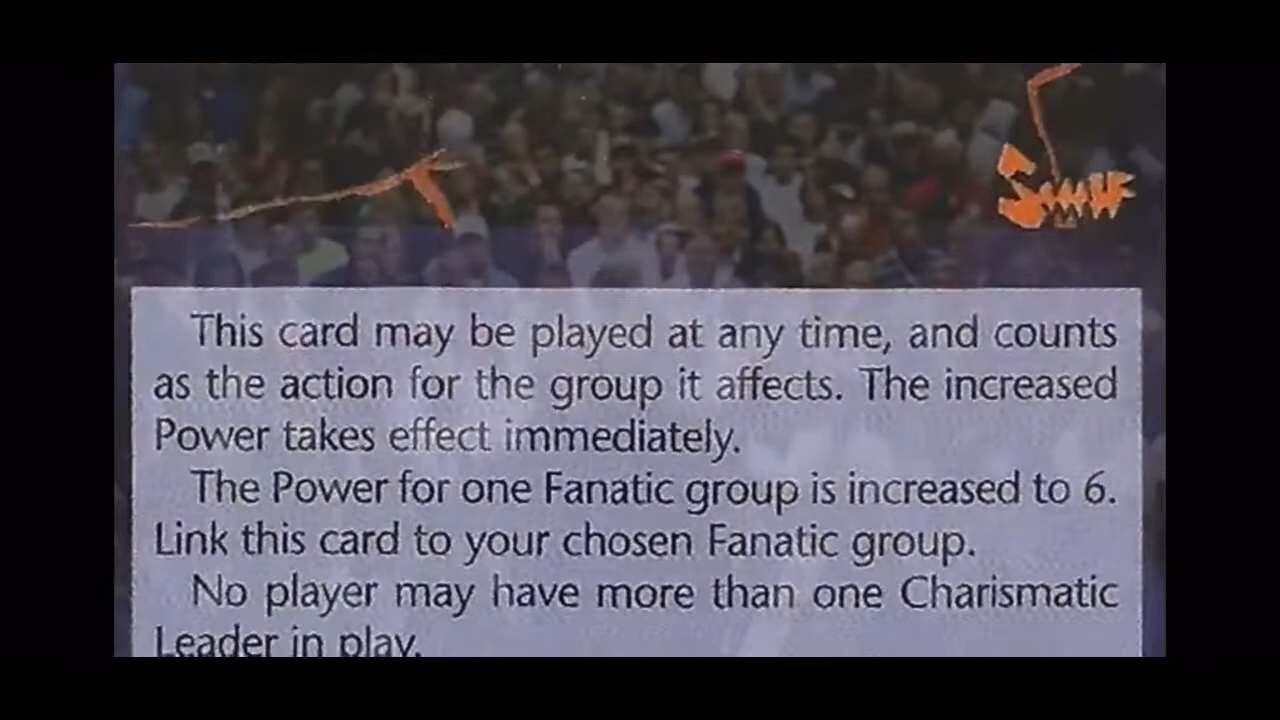 This card may be played at any time, and counts
as the action for the group it affects. The increased
Power takes effect immediately.
The Power for one Fanatic group is increased to 6.
Link this card to your chosen Fanatic group.
No player may have more than one Charismatic
Leader in play.